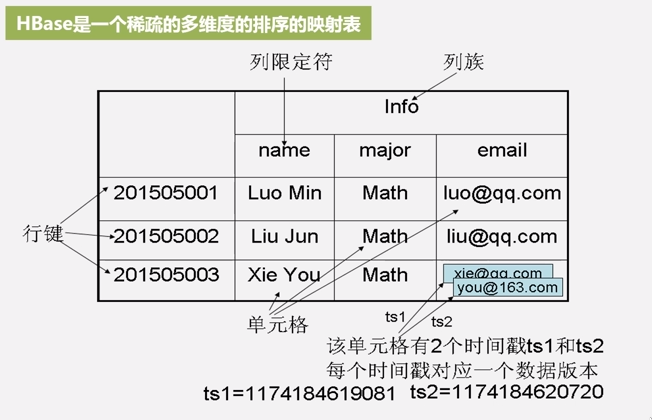 HBase是一个稀疏的多维度的排序的映射表
列限定符
列族
Info
name major email
201505001 Luo Min Math luo@qq.com
行键
201505002 Liu Jun Math liu@qq.com
201505003 Xie You Math xie@qq.com
you@163.com
单元格
ts1 ts2
该单元格有2个时间戳ts1和ts2
每个时间戳对应一个数据版本
ts1=1174184619081 ts2=1174184620720